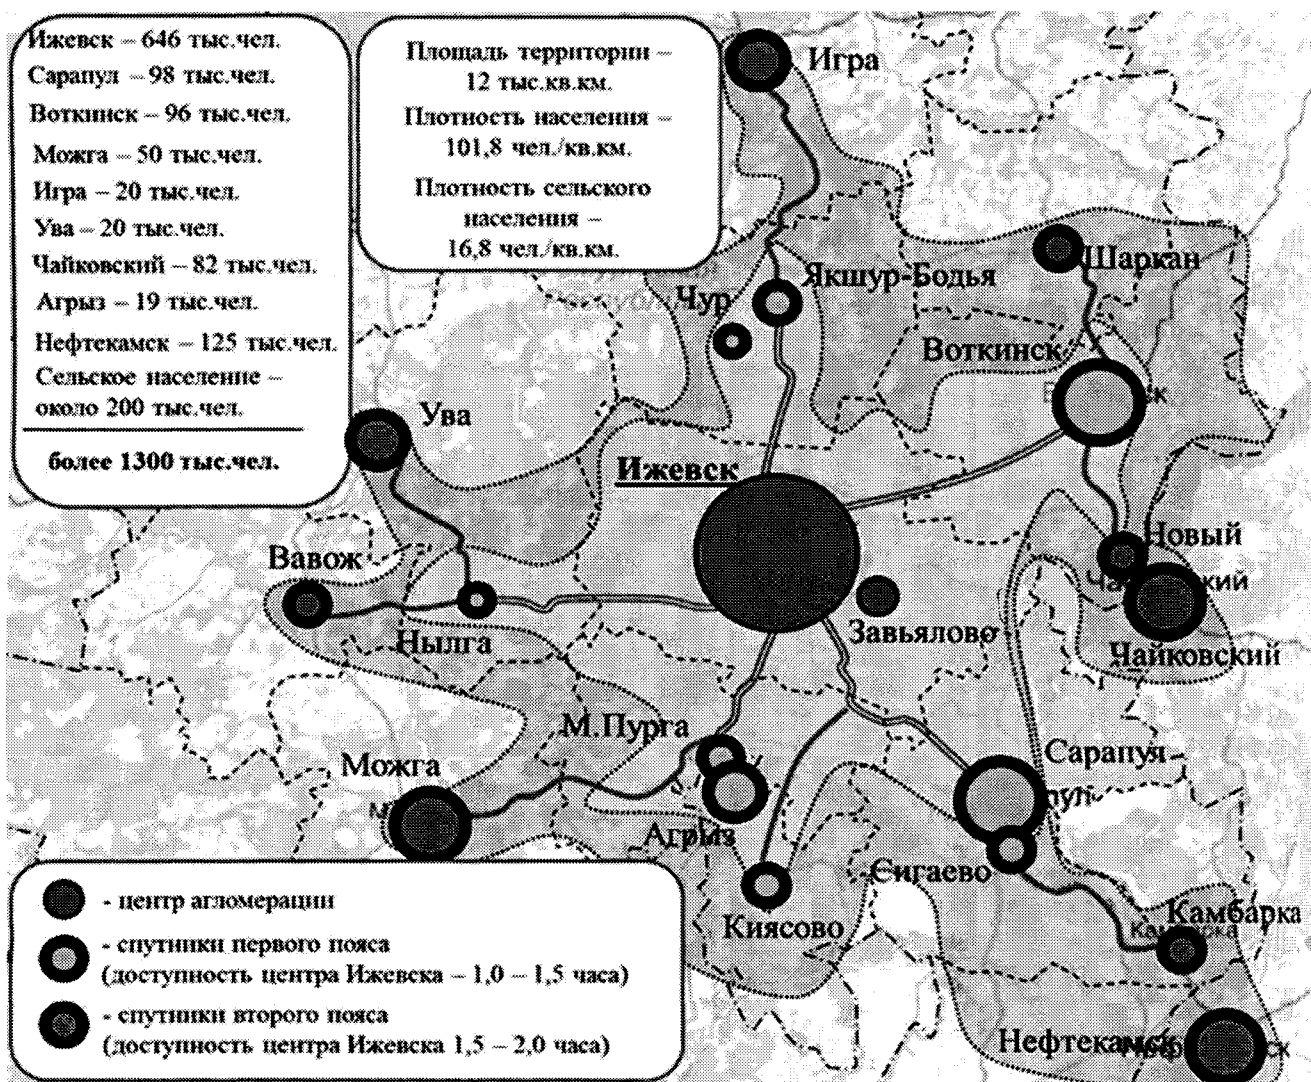 Ижевск – 646 тыс.чел.
Сарапул – 98 тыс.чел.
Воткинск – 96 тыс.чел.
Можга – 50 тыс.чел.
Игра – 20 тыс.чел.
Ува – 20 тыс.чел.
Чайковский – 82 тыс.чел.
Агрыз – 19 тыс.чел.
Нефтекамск – 125 тыс.чел.
Сельское население –
около 200 тыс.чел.
более 1300 тыс.чел.
Площадь территории –
12 тыс.кв.км.
Плотность населения –
101,8 чел./кв.км.
Плотность сельского
населения –
16,8 чел./кв.км.
Игра
Шаркан
Якшур-Бодья
Чур
Воткинск
Ува
Ижевск
Вавож
Новый
Нылга
Завьялово
Чайковский
М.Пурга
Сарапул
Можга
Агрыз
Сигаево
Киясово
Камбарка
Нефтекамск
- центр агломерации
- спутники первого пояса
(доступность центра Ижевска – 1,0 – 1,5 часа)
- спутники второго пояса
(доступность центра Ижевска 1,5 – 2,0 часа)